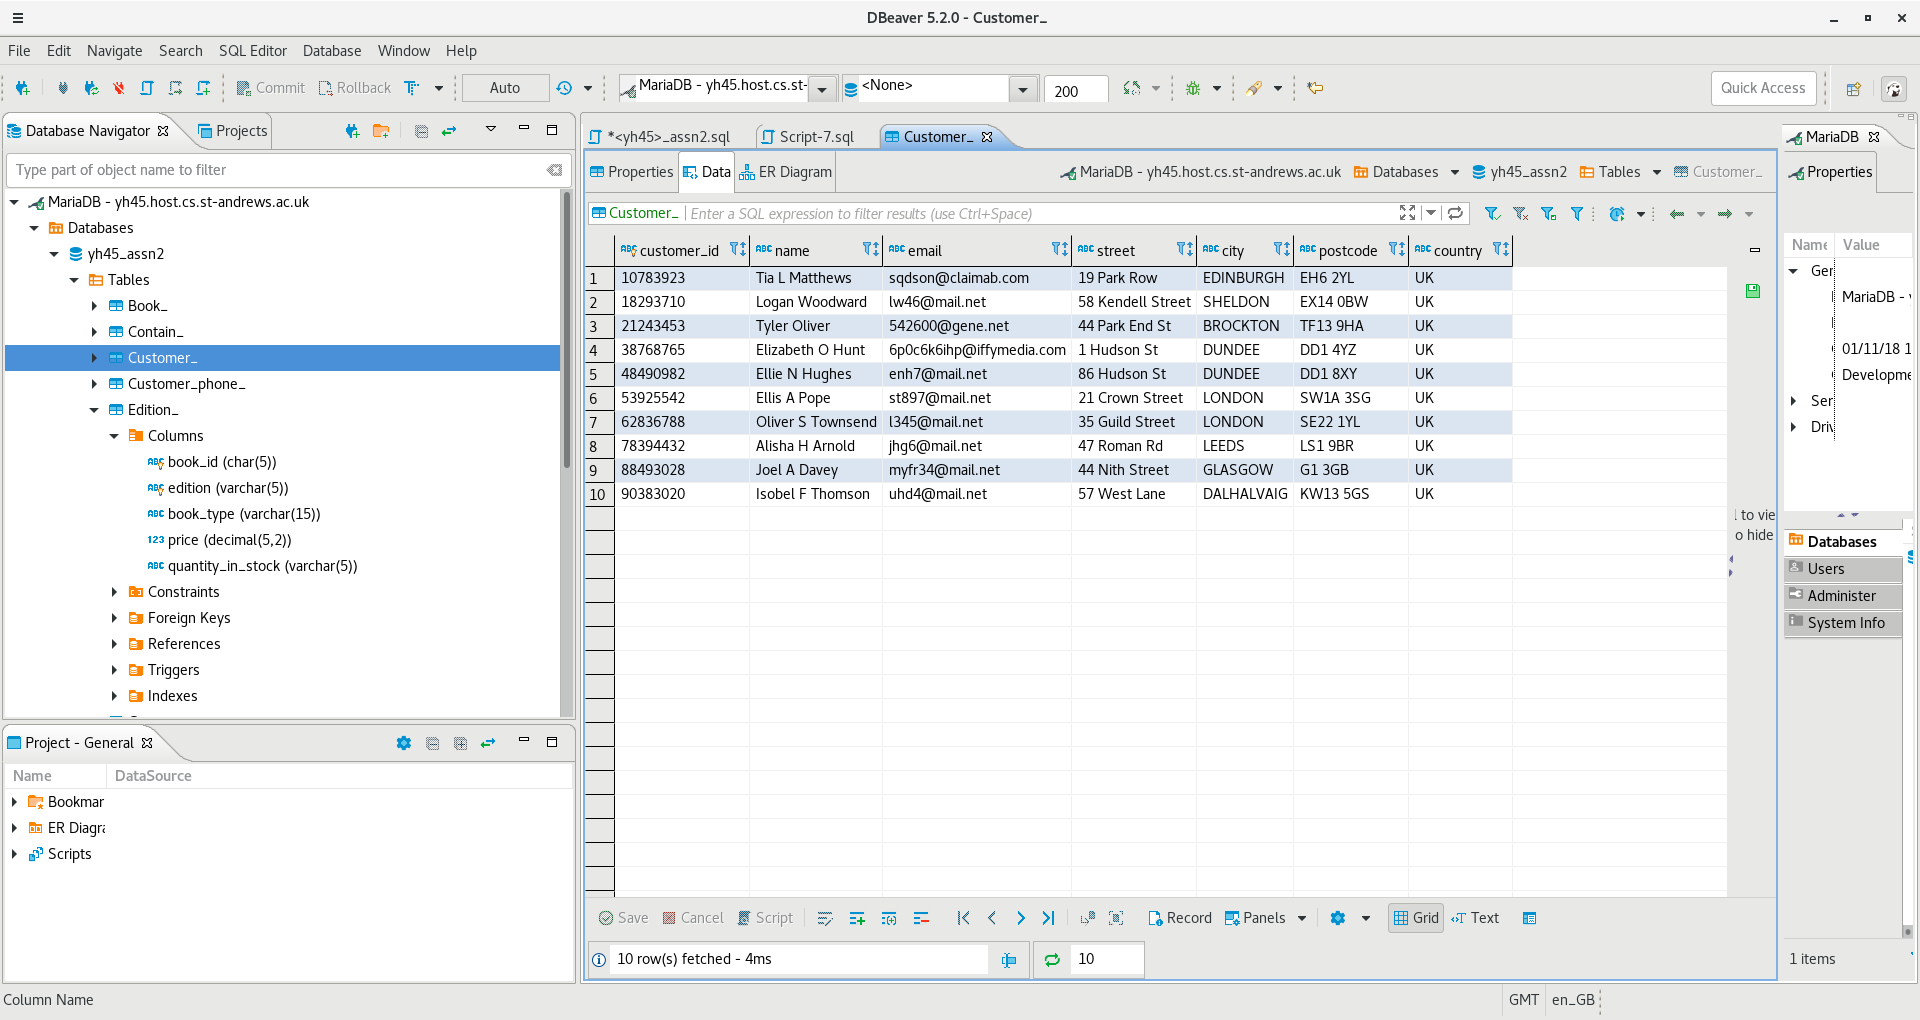 DBeaver 5.2.0 - Customer_
File Edit Navigate Search SQL Editor Database Window Help
Commit Rollback Auto MariaDB - yh45.host.cs.st- <None> 200 Quick Access
Database Navigator Projects
Type part of object name to filter
MariaDB - yh45.host.cs.st-andrews.ac.uk
Databases
yh45_assn2
Tables
Book_
Contain_
Customer_
Customer_phone_
Edition_
Columns
book_id (char(5))
edition (varchar(5))
book_type (varchar(15))
price (decimal(5,2))
quantity_in_stock (varchar(5))
Constraints
Foreign Keys
References
Triggers
Indexes
Project - General
Name DataSource
Bookmar
ER Diagra
Scripts
*<yh45>_assn2.sql Script-7.sql Customer_
Properties Data ER Diagram MariaDB - yh45.host.cs.st-andrews.ac.uk Databases yh45_assn2 Tables Customer_
Customer_ Enter a SQL expression to filter results (use Ctrl+Space)
customer_id name email street city postcode country
1 10783923 Tia L Matthews sqdson@claimab.com 19 Park Row EDINBURGH EH6 2YL UK
2 18293710 Logan Woodward lw46@mail.net 58 Kendell Street SHELDON EX14 0BW UK
3 21243453 Tyler Oliver 542600@gene.net 44 Park End St BROCKTON TF13 9HA UK
4 38768765 Elizabeth O Hunt 6p0c6k6ihp@iffymedia.com 1 Hudson St DUNDEE DD1 4YZ UK
5 48490982 Ellie N Hughes enh7@mail.net 86 Hudson St DUNDEE DD1 8XY UK
6 53925542 Ellis A Pope st897@mail.net 21 Crown Street LONDON SW1A 3SG UK
7 62836788 Oliver S Townsend l345@mail.net 35 Guild Street LONDON SE22 1YL UK
8 78394432 Alisha H Arnold jhg6@mail.net 47 Roman Rd LEEDS LS1 9BR UK
9 88493028 Joel A Davey myfr34@mail.net 44 Nith Street GLASGOW G1 3GB UK
10 90383020 Isobel F Thomson uhd4@mail.net 57 West Lane DALHALVAIG KW13 5GS UK
to vie
o hide
Save Cancel Script Record Panels Grid Text
10 row(s) fetched - 4ms 10
MariaDB
Properties
Name Value
Ger
MariaDB -
01/11/18 1
Developme
Ser
Driv
Databases
Users
Administer
System Info
1 items
Column Name GMT en_GB